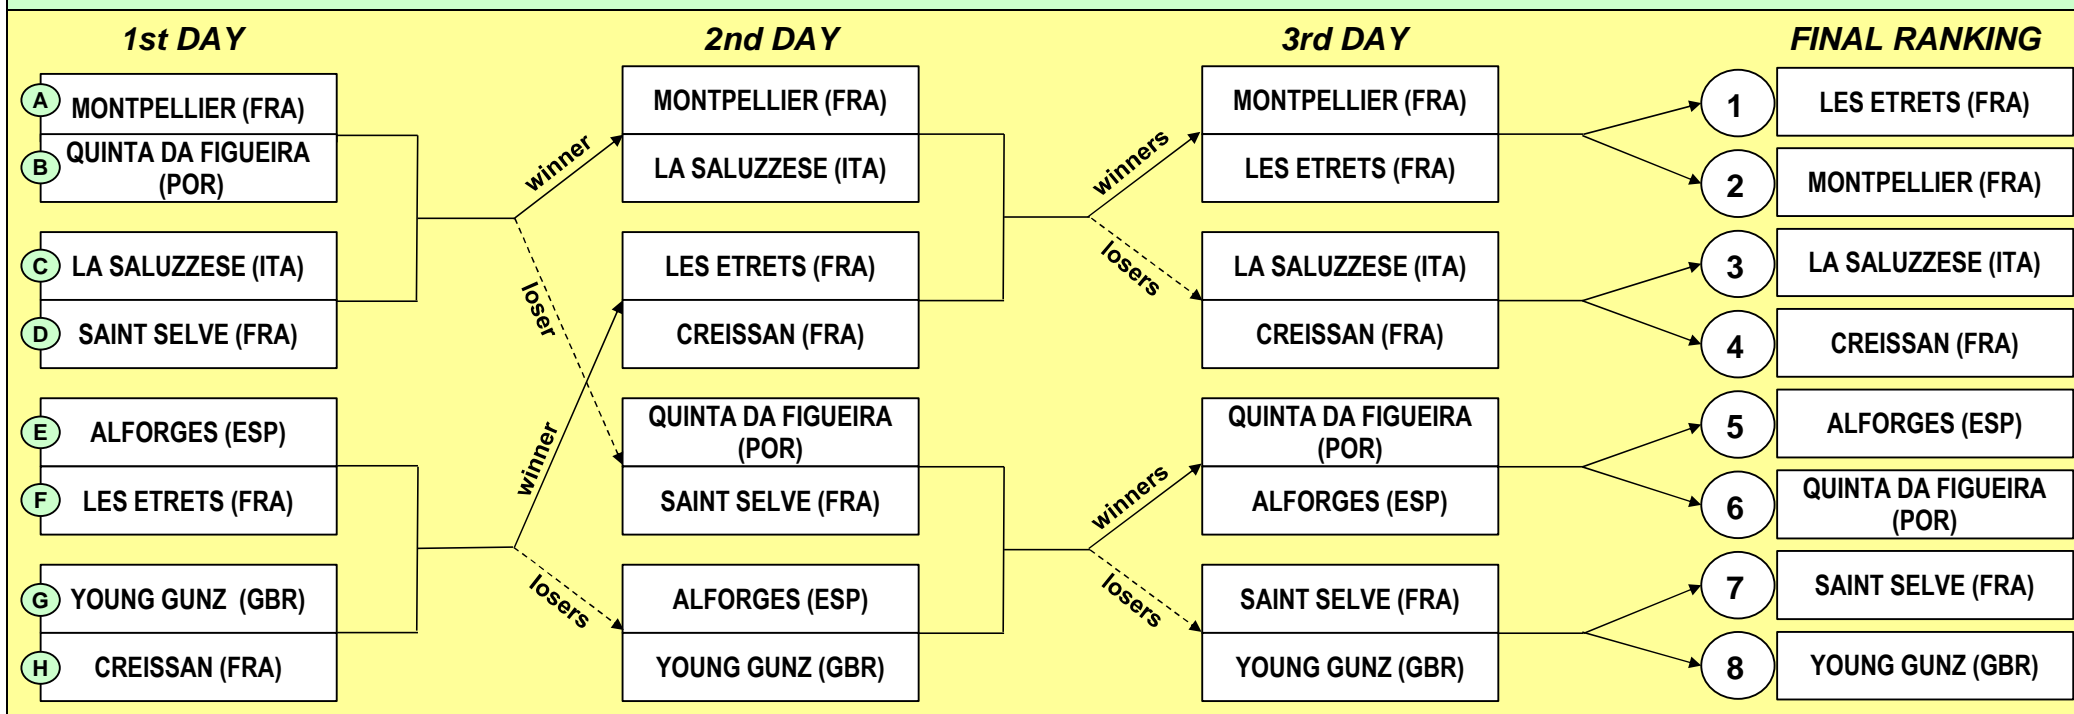 1st DAY
2nd DAY
3rd DAY
FINAL RANKING
A
MONTPELLIER (FRA)
B
QUINTA DA FIGUEIRA
(POR)
C
LA SALUZZESE (ITA)
D
SAINT SELVE (FRA)
E
ALFORGES (ESP)
F
LES ETRETS (FRA)
G
YOUNG GUNZ  (GBR)
H
CREISSAN (FRA)
winner
loser
winner
losers
MONTPELLIER (FRA)
LA SALUZZESE (ITA)
LES ETRETS (FRA)
CREISSAN (FRA)
QUINTA DA FIGUEIRA
(POR)
SAINT SELVE (FRA)
ALFORGES (ESP)
YOUNG GUNZ (GBR)
winners
losers
winners
losers
MONTPELLIER (FRA)
LES ETRETS (FRA)
LA SALUZZESE (ITA)
CREISSAN (FRA)
QUINTA DA FIGUEIRA
(POR)
ALFORGES (ESP)
SAINT SELVE (FRA)
YOUNG GUNZ (GBR)
1
LES ETRETS (FRA)
2
MONTPELLIER (FRA)
3
LA SALUZZESE (ITA)
4
CREISSAN (FRA)
5
ALFORGES (ESP)
6
QUINTA DA FIGUEIRA
(POR)
7
SAINT SELVE (FRA)
8
YOUNG GUNZ (GBR)